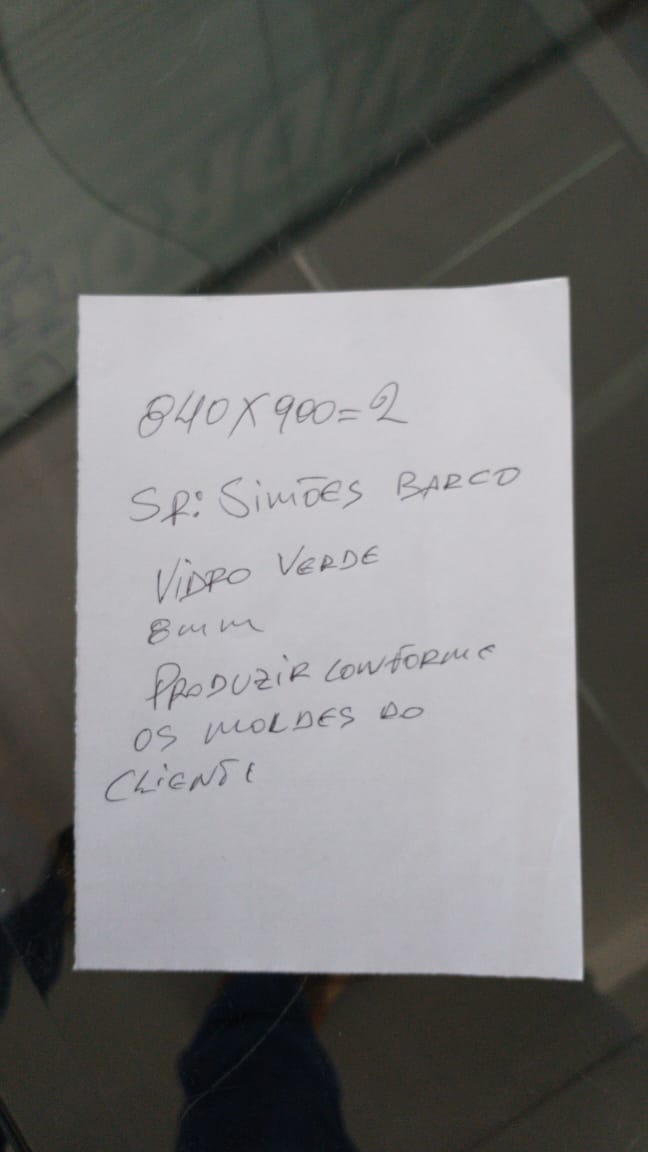 840X900=2
SR: SIMÕES BARCO
VIDRO VERDE
8mm
PRODUZIR CONFORME
OS MOLDES DO
CLIENTE